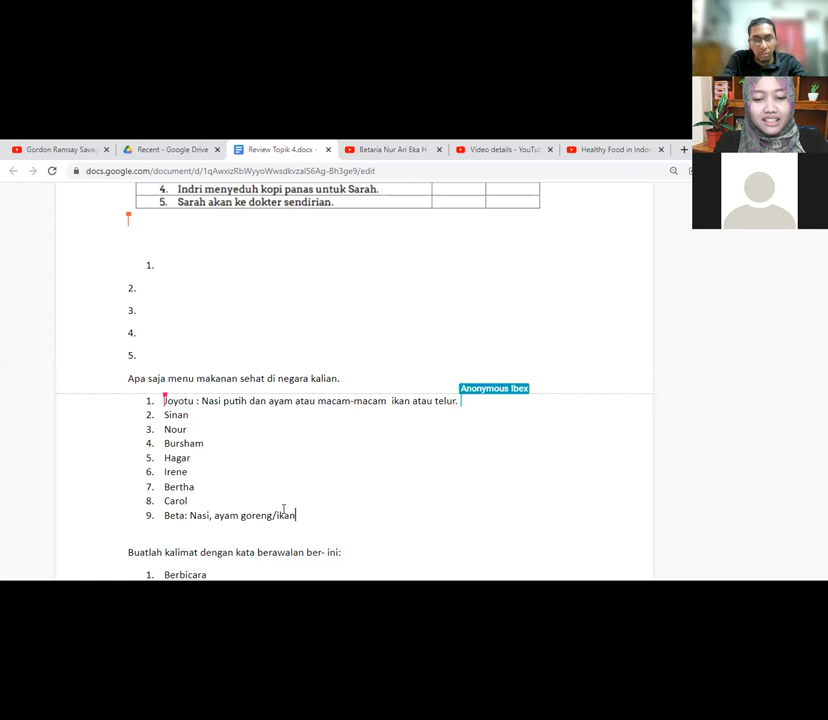 Gordon Ramsay Sava
Recent - Google Drive
Review Topik 4.docx -
Betaria Nur Ari Eka H
Video details - YouTu
Healthy Food in Indor
docs.google.com/document/d/1qAwxizRbWyyoWwsdkvzalS6Ag-Bh3ge9/edit
4. Indri menyeduh kopi panas untuk Sarah.
5. Sarah akan ke dokter sendirian.
1.
2.
3.
4.
5.
Apa saja menu makanan sehat di negara kalian.
Anonymous Ibex
1. Joyotu : Nasi putih dan ayam atau macam-macam ikan atau telur.
2. Sinan
3. Nour
4. Bursham
5. Hagar
6. Irene
7. Bertha
8. Carol
9. Beta: Nasi, ayam goreng/ikan
Buatlah kalimat dengan kata berawalan ber- ini:
1. Berbicara